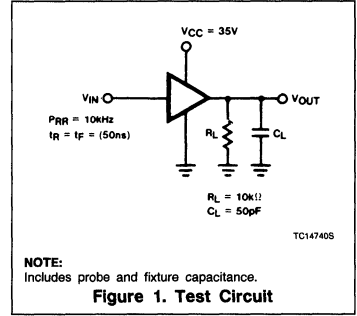 VCC = 35V
VIN
VOUT
PRR = 10kHz
tR = tF = (50ns)
RL
CL
RL = 10kΩ
CL = 50pF
TC14740S
NOTE:
Includes probe and fixture capacitance.
Figure 1. Test Circuit